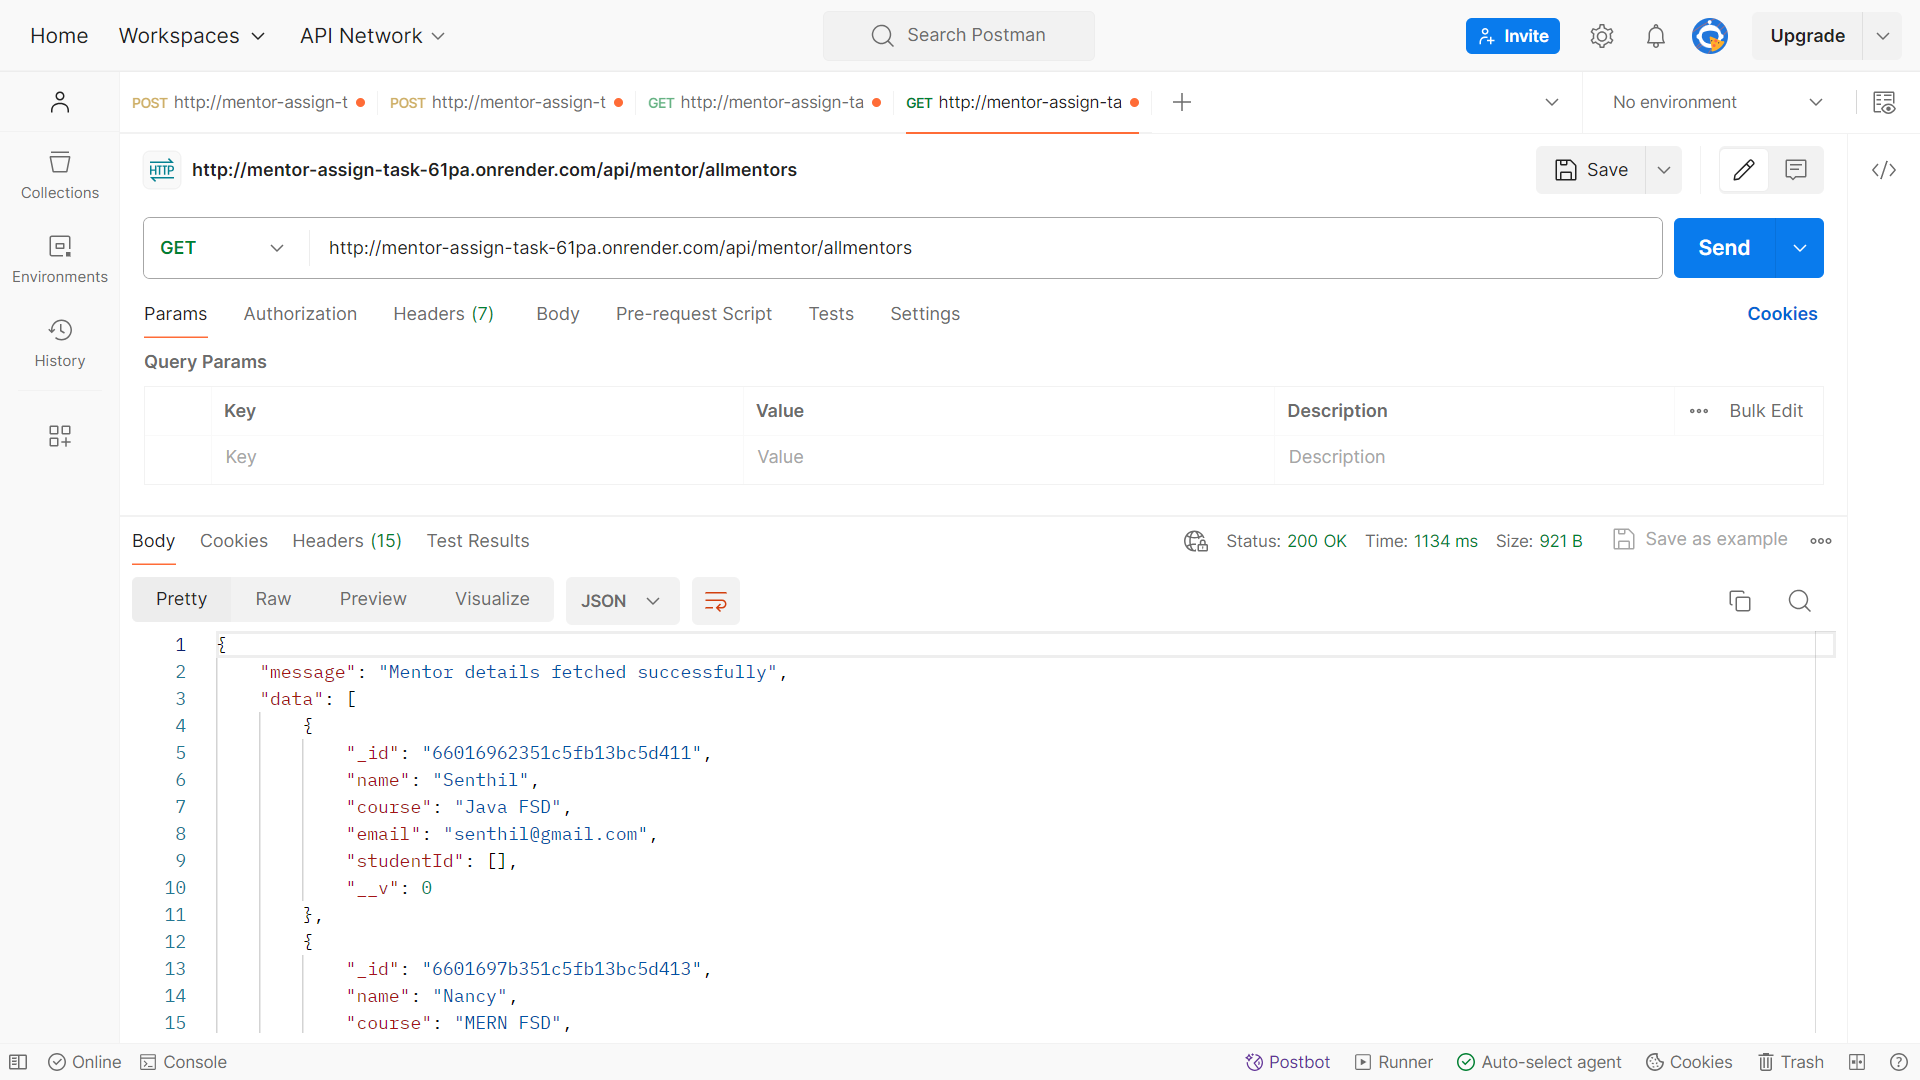 Home Workspaces API Network Search Postman Invite Upgrade
POST http://mentor-assign-t POST http://mentor-assign-t GET http://mentor-assign-ta GET http://mentor-assign-ta No environment
HTTP http://mentor-assign-task-61pa.onrender.com/api/mentor/allmentors Save
Collections
GET http://mentor-assign-task-61pa.onrender.com/api/mentor/allmentors Send
Environments
Params Authorization Headers (7) Body Pre-request Script Tests Settings Cookies
History
Query Params
Key Value Description Bulk Edit
Key Value Description
Body Cookies Headers (15) Test Results Status: 200 OK Time: 1134 ms Size: 921 B Save as example
Pretty Raw Preview Visualize JSON
1 {
2 "message": "Mentor details fetched successfully",
3 "data": [
4 {
5 "_id": "66016962351c5fb13bc5d411",
6 "name": "Senthil",
7 "course": "Java FSD",
8 "email": "senthil@gmail.com",
9 "studentId": [],
10 "__v": 0
11 },
12 {
13 "_id": "6601697b351c5fb13bc5d413",
14 "name": "Nancy",
15 "course": "MERN FSD",
Online Console Postbot Runner Auto-select agent Cookies Trash